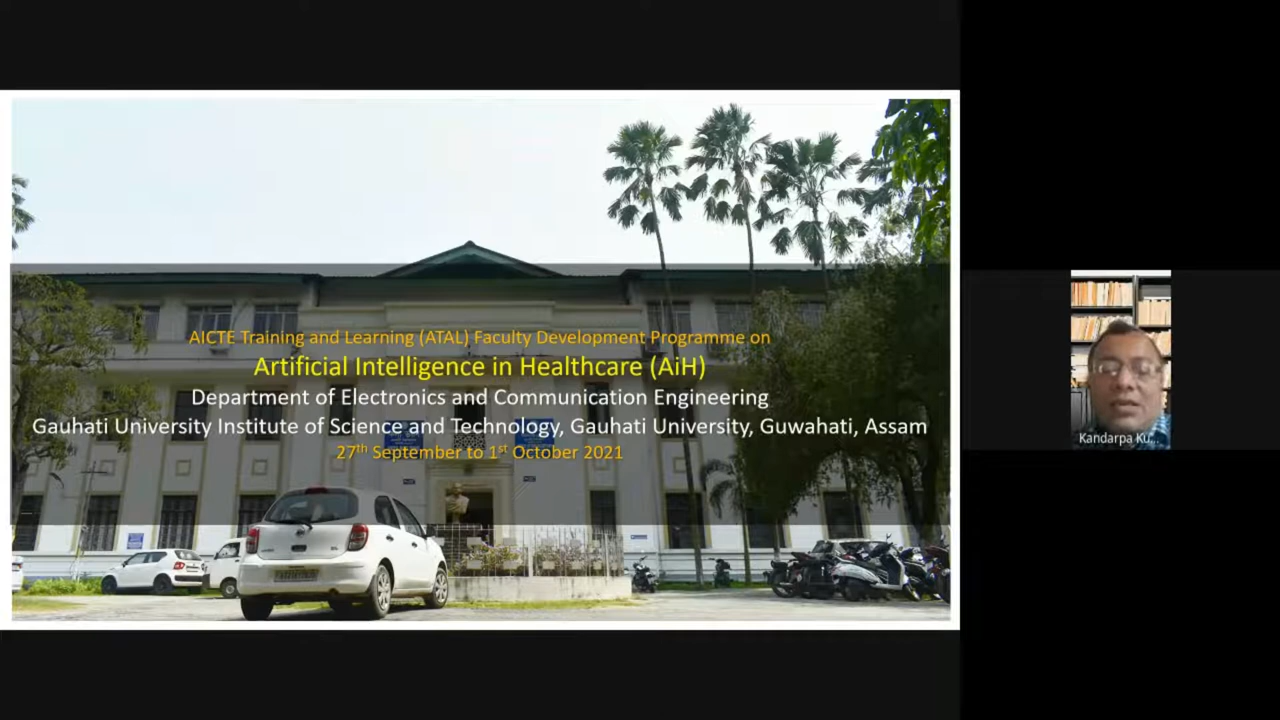 AICTE Training and Learning (ATAL) Faculty Development Programme on
Artificial Intelligence in Healthcare (AiH)
Department of Electronics and Communication Engineering
Gauhati University Institute of Science and Technology, Gauhati University, Guwahati, Assam
27th September to 1st October 2021
Kandarpa Ku...